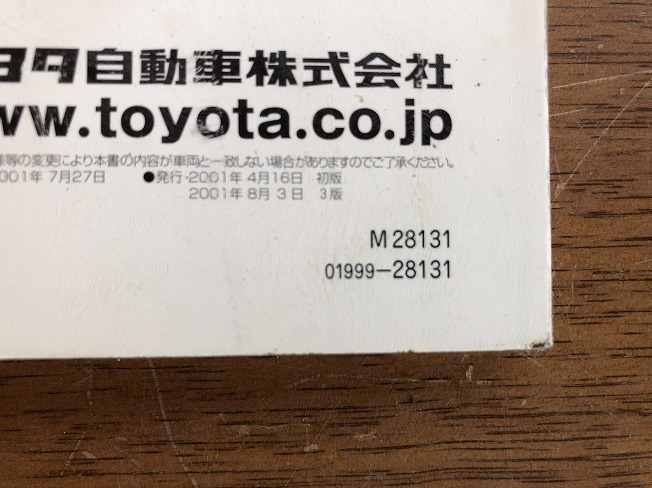 ヨタ自動車株式会社
ww.toyota.co.jp
様等の変更により本書の内容が車両と一致しない場合がありますのでご了承ください。
001年 7月27日 ●発行-2001年 4月16日 初版
2001年 8月 3日 3版
M 28131
01999-28131